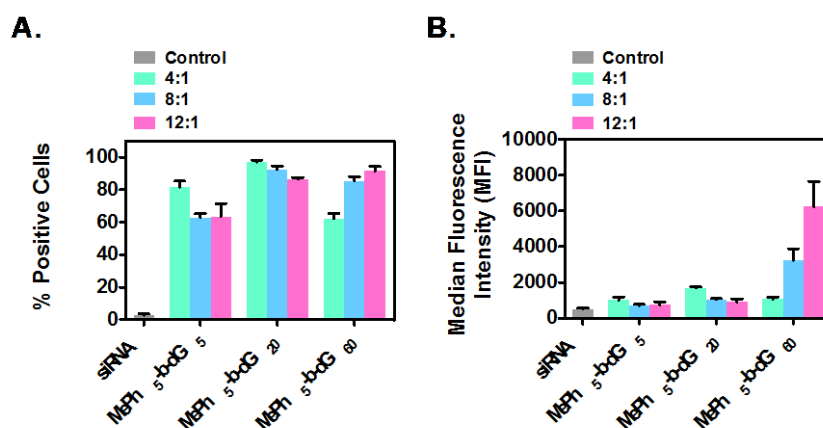 A.
Control
4:1
8:1
12:1
% Positive Cells
100
80
60
40
20
0
siRNA
MePh 5-b-dG 5
MePh 5-b-dG 20
MePh 5-b-dG 60
B.
Control
4:1
8:1
12:1
Median Fluorescence
Intensity (MFI)
10000
8000
6000
4000
2000
0
siRNA
MePh 5-b-dG 5
MePh 5-b-dG 20
MePh 5-b-dG 60